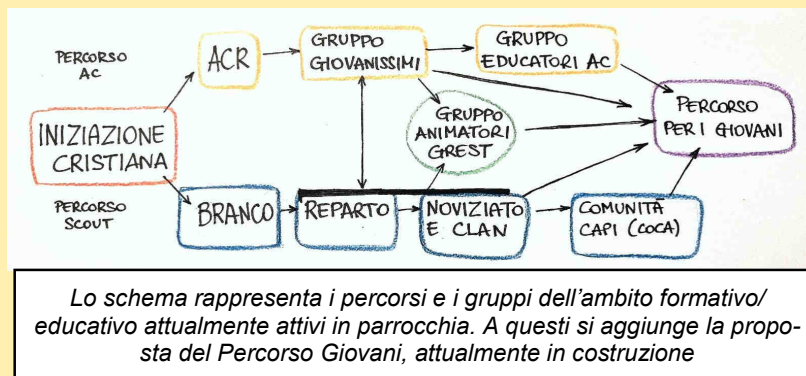 PERCORSO
AC
ACR
GRUPPO
GIOVANISSIMI
GRUPPO
EDUCATORI AC
INIZIAZIONE
CRISTIANA
GRUPPO
ANIMATORI
GREST
PERCORSO
PER I GIOVANI
PERCORSO
SCOUT
BRANCO
REPARTO
NOVIZIATO
E CLAN
COMUNITÀ
CAPI (COCA)
Lo schema rappresenta i percorsi e i gruppi dell'ambito formativo/
educativo attualmente attivi in parrocchia. A questi si aggiunge la propo-
sta del Percorso Giovani, attualmente in costruzione